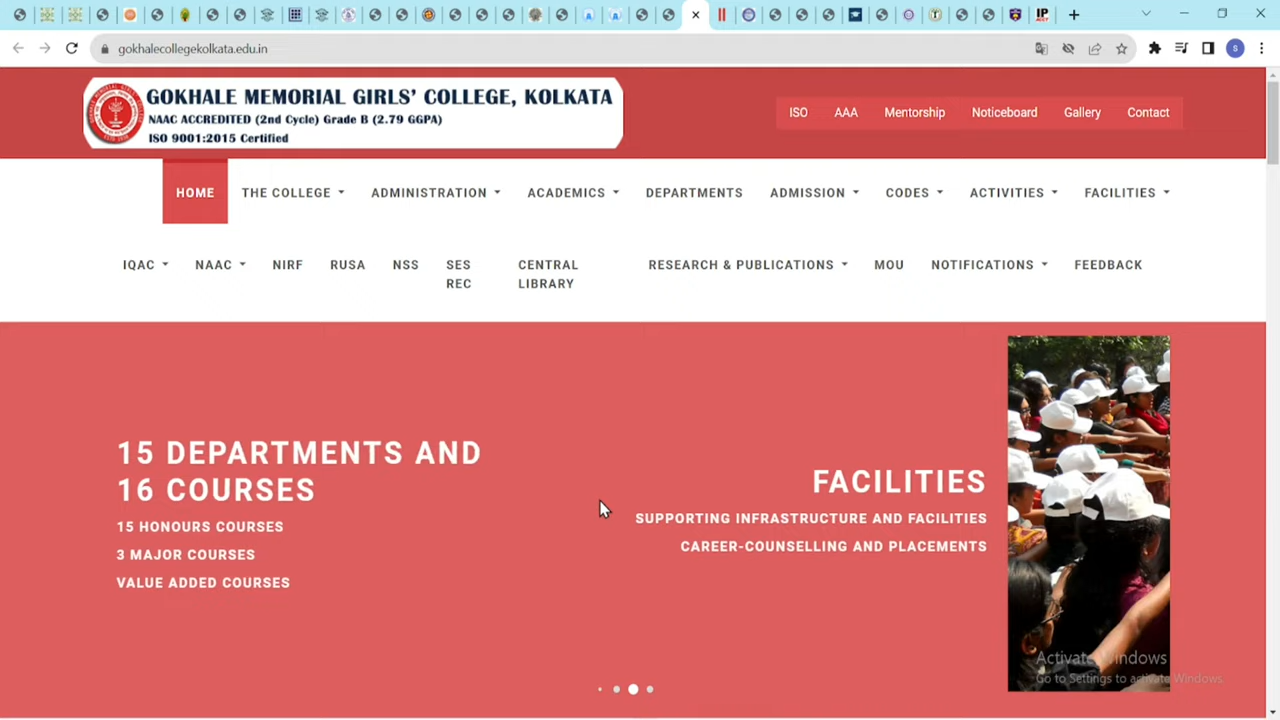 gokhalecollegekolkata.edu.in
S
IP
GOKHALE MEMORIAL GIRLS' COLLEGE, KOLKATA
NAAC ACCREDITED (2nd Cycle) Grade B (2.79 GGPA)
ISO 9001:2015 Certified
ISO AAA Mentorship Noticeboard Gallery Contact
HOME THE COLLEGE ADMINISTRATION ACADEMICS DEPARTMENTS ADMISSION CODES ACTIVITIES FACILITIES
IQAC NAAC NIRF RUSA NSS SES REC CENTRAL LIBRARY RESEARCH & PUBLICATIONS MOU NOTIFICATIONS FEEDBACK
15 DEPARTMENTS AND
16 COURSES
15 HONOURS COURSES
3 MAJOR COURSES
VALUE ADDED COURSES
FACILITIES
SUPPORTING INFRASTRUCTURE AND FACILITIES
CAREER-COUNSELLING AND PLACEMENTS
Activate Windows
Go to Settings to activate Windows.